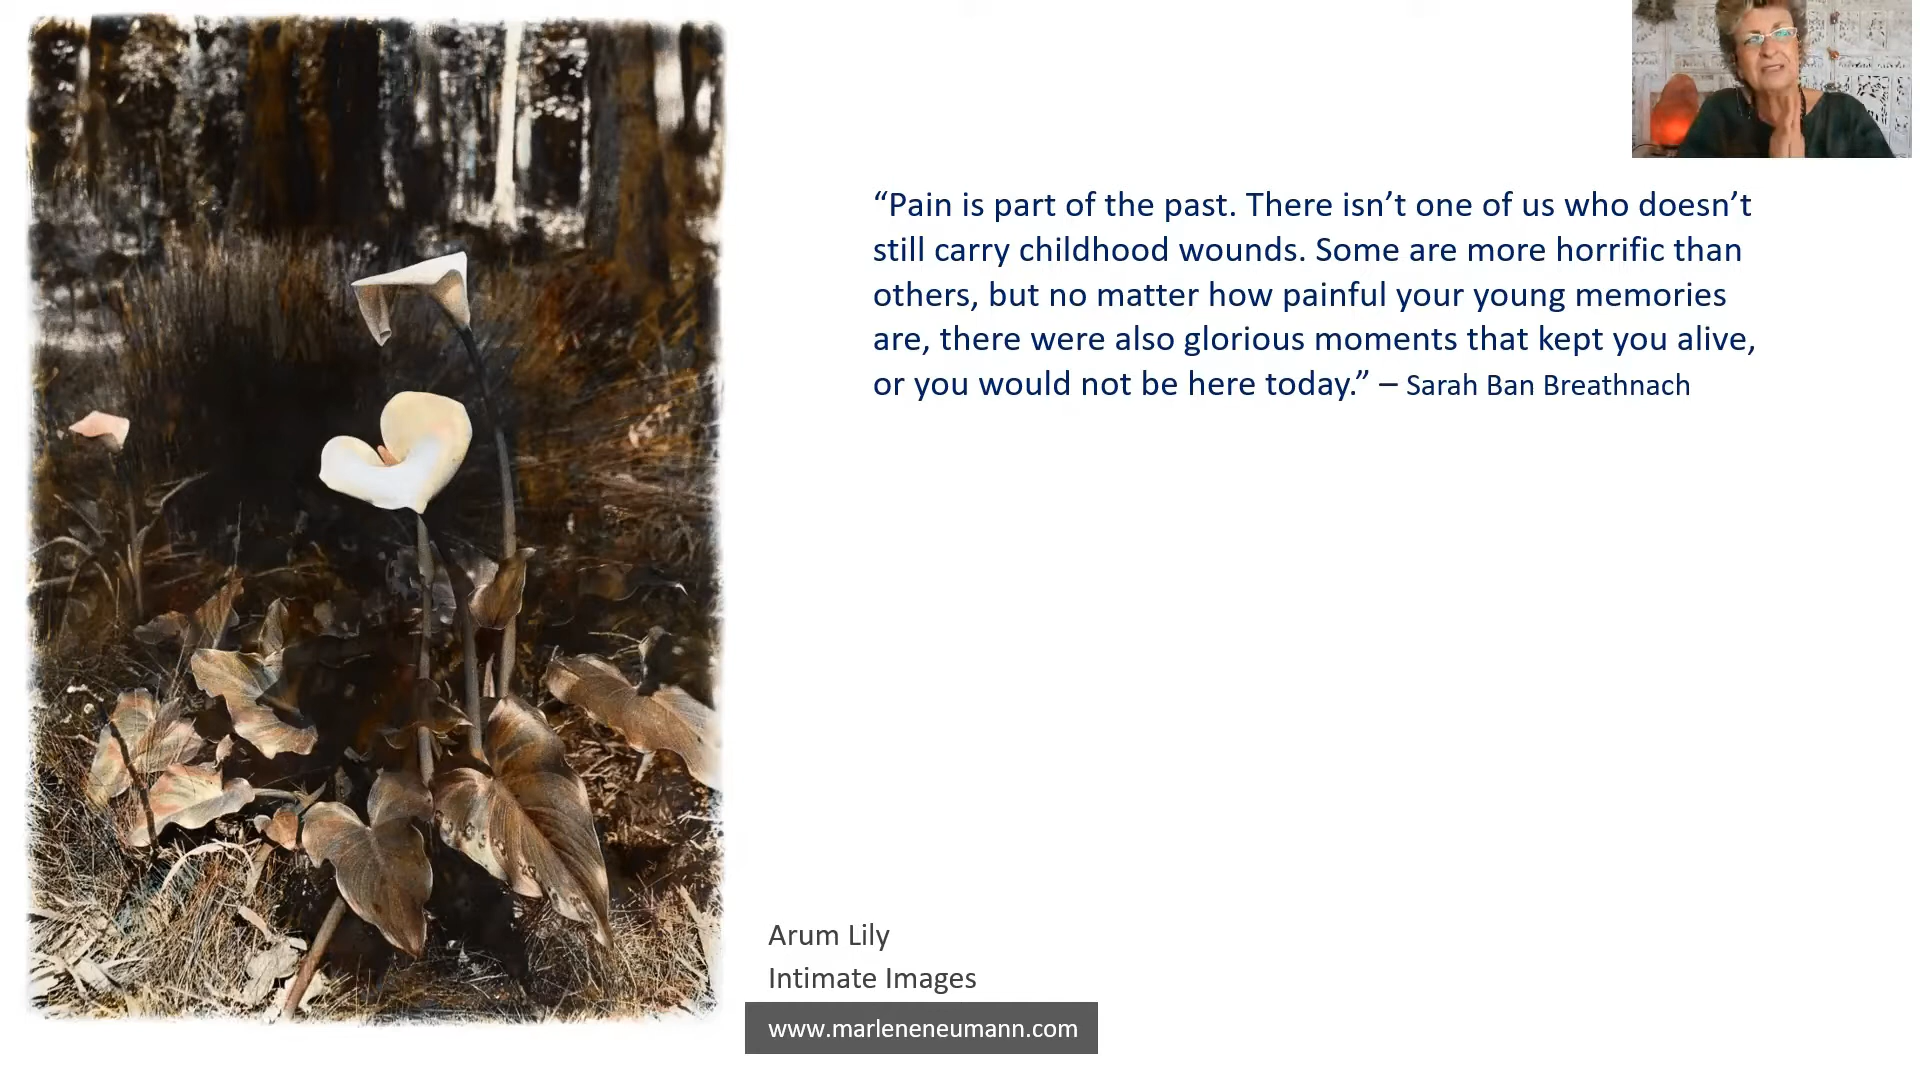 “Pain is part of the past. There isn’t one of us who doesn’t
still carry childhood wounds. Some are more horrific than
others, but no matter how painful your young memories
are, there were also glorious moments that kept you alive,
or you would not be here today.” – Sarah Ban Breathnach
Arum Lily
Intimate Images
www.marleneneumann.com